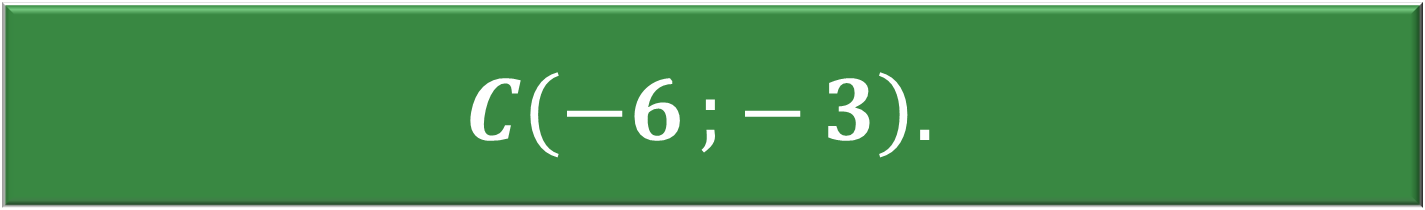 C(−6 ; − 3).